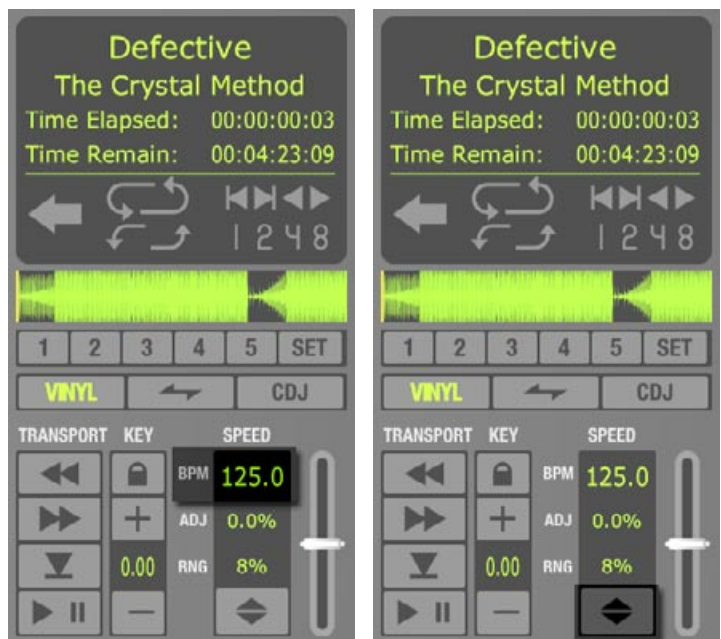 Defective
The Crystal Method
Time Elapsed: 00:00:00:03
Time Remain: 00:04:23:09
1 2 4 8
1 2 3 4 5 SET
VINYL CDJ
TRANSPORT KEY SPEED
BPM 125.0
ADJ 0.0%
0.00 RNG 8%
Defective
The Crystal Method
Time Elapsed: 00:00:00:03
Time Remain: 00:04:23:09
1 2 4 8
1 2 3 4 5 SET
VINYL CDJ
TRANSPORT KEY SPEED
BPM 125.0
ADJ 0.0%
0.00 RNG 8%